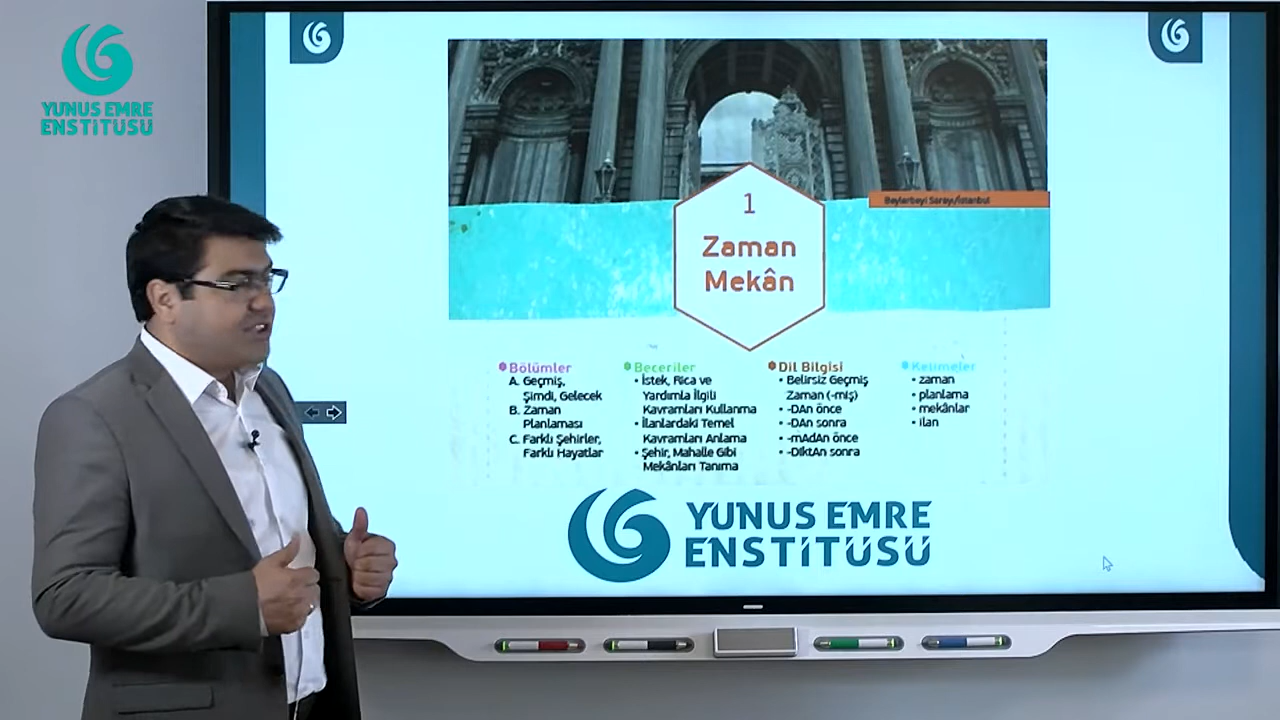 YUNUS EMRE
ENSTİTÜSÜ
Beylerbeyi Sarayı/İstanbul
1
Zaman
Mekân
Bölümler
A. Geçmiş,
Şimdi, Gelecek
B. Zaman
Planlaması
C. Farklı Şehirler,
Farklı Hayatlar
Beceriler
• İstek, Rica ve
Yardımla İlgili
Kavramları Kullanma
• İlanlardaki Temel
Kavramları Anlama
• Şehir, Mahalle Gibi
Mekânları Tanıma
Dil Bilgisi
• Belirsiz Geçmiş
Zaman (-mış)
• -DAn önce
• -DAn sonra
• -mAdAn önce
• -DIktAn sonra
Kelimeler
• zaman
• planlama
• mekânlar
• ilan
YUNUS EMRE
ENSTİTÜSÜ